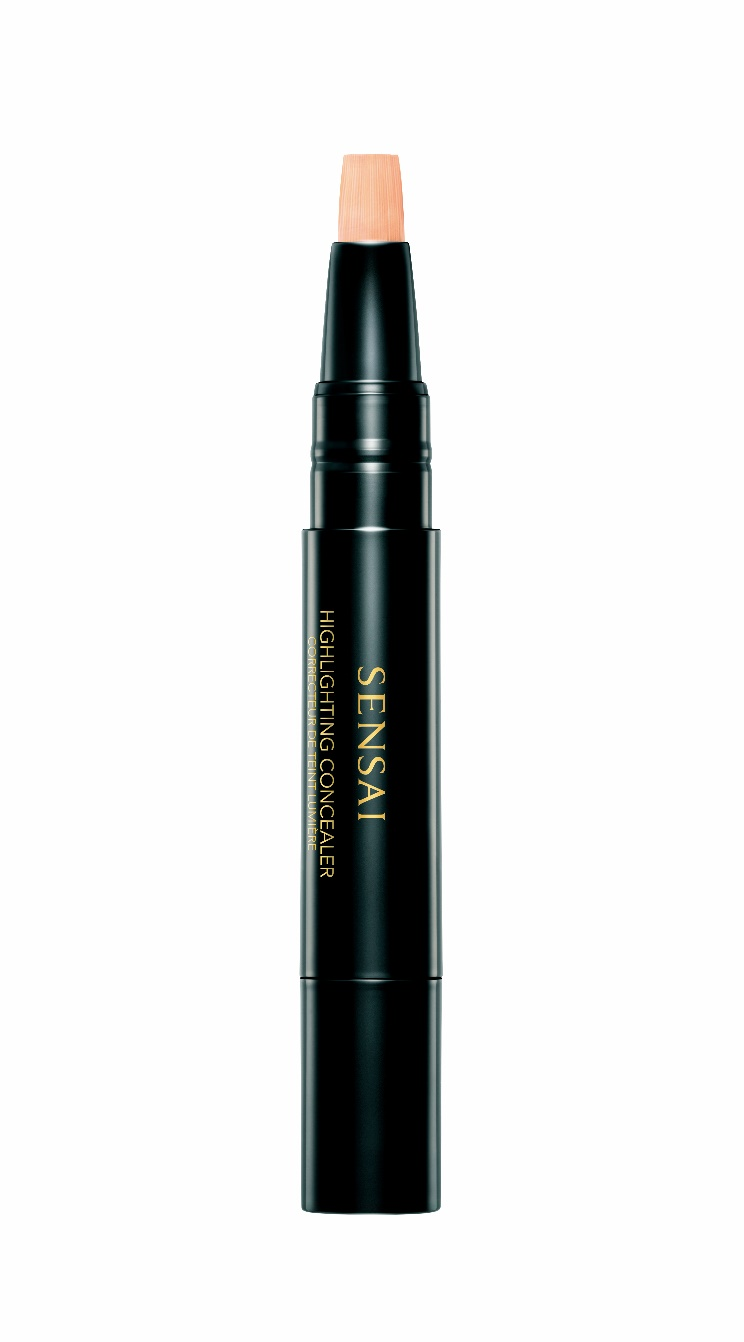 SENSAI
HIGHLIGHTING CONCEALER
CORRECTEUR DE TEINT LUMIÈRE